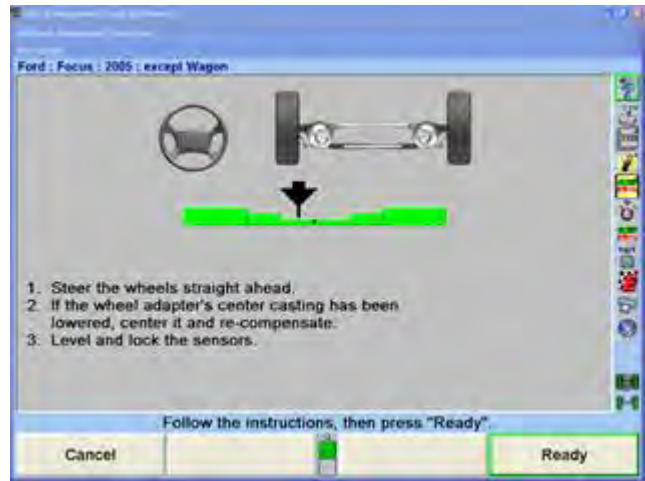 Ford : Focus : 2005 : except Wagon
1. Steer the wheels straight ahead.
2 If the wheel adapter's center casting has been
lowered, center it and re-compensate.
3. Level and lock the sensors.
Follow the instructions, then press "Ready".
Cancel
Ready